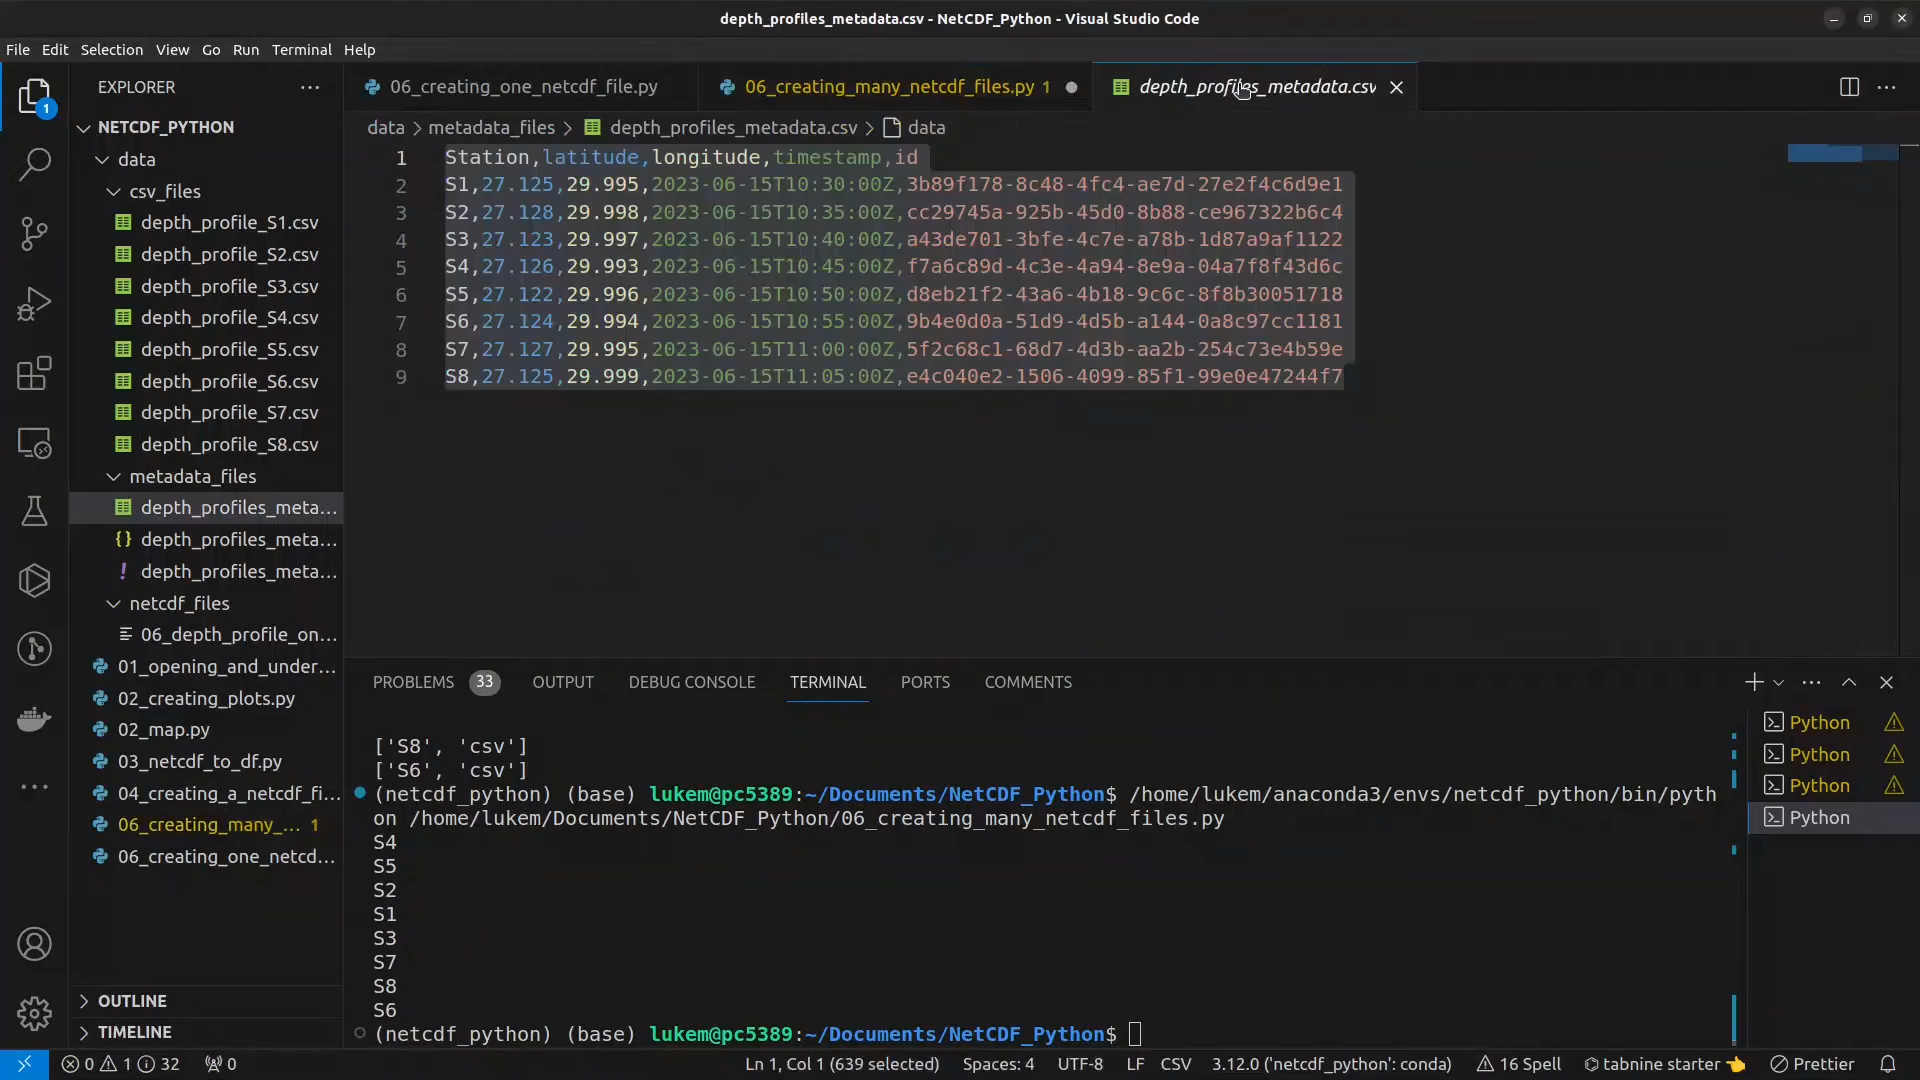 depth_profiles_metadata.csv - NetCDF_Python - Visual Studio Code
File Edit Selection View Go Run Terminal Help
EXPLORER
06_creating_one_netcdf_file.py
06_creating_many_netcdf_files.py 1
depth_profiles_metadata.csv
data > metadata_files > depth_profiles_metadata.csv > data
1
NETCDF_PYTHON
data
csv_files
depth_profile_S1.csv
depth_profile_S2.csv
depth_profile_S3.csv
depth_profile_S4.csv
depth_profile_S5.csv
depth_profile_S6.csv
depth_profile_S7.csv
depth_profile_S8.csv
metadata_files
depth_profiles_meta...
{} depth_profiles_meta...
! depth_profiles_meta...
netcdf_files
06_depth_profile_on...
01_opening_and_under...
02_creating_plots.py
02_map.py
03_netcdf_to_df.py
04_creating_a_netcdf_fi...
06_creating_many_... 1
06_creating_one_netcd...
OUTLINE
TIMELINE
1 Station,latitude,longitude,timestamp,id
2 S1,27.125,29.995,2023-06-15T10:30:00Z,3b89f178-8c48-4fc4-ae7d-27e2f4c6d9e1
3 S2,27.128,29.998,2023-06-15T10:35:00Z,cc29745a-925b-45d0-8b88-ce967322b6c4
4 S3,27.123,29.997,2023-06-15T10:40:00Z,a43de701-3bfe-4c7e-a78b-1d87a9af1122
5 S4,27.126,29.993,2023-06-15T10:45:00Z,f7a6c89d-4c3e-4a94-8e9a-04a7f8f43d6c
6 S5,27.122,29.996,2023-06-15T10:50:00Z,d8eb21f2-43a6-4b18-9c6c-8f8b30051718
7 S6,27.124,29.994,2023-06-15T10:55:00Z,9b4e0d0a-51d9-4d5b-a144-0a8c97cc1181
8 S7,27.127,29.995,2023-06-15T11:00:00Z,5f2c68c1-68d7-4d3b-aa2b-254c73e4b59e
9 S8,27.125,29.999,2023-06-15T11:05:00Z,e4c040e2-1506-4099-85f1-99e0e47244f7
PROBLEMS 33 OUTPUT DEBUG CONSOLE TERMINAL PORTS COMMENTS
['S8', 'csv']
['S6', 'csv']
(netcdf_python) (base) lukem@pc5389:~/Documents/NetCDF_Python$ /home/lukem/anaconda3/envs/netcdf_python/bin/pyth
on /home/lukem/Documents/NetCDF_Python/06_creating_many_netcdf_files.py
S4
S5
S2
S1
S3
S7
S8
S6
(netcdf_python) (base) lukem@pc5389:~/Documents/NetCDF_Python$
Python
Python
Python
Python
0 1 32 0 Ln 1, Col 1 (639 selected) Spaces: 4 UTF-8 LF CSV 3.12.0 ('netcdf_python': conda) 16 Spell tabnine starter Prettier